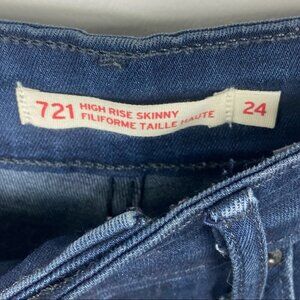 721 HIGH RISE SKINNY
FILIFORME TAILLE HAUTE
24